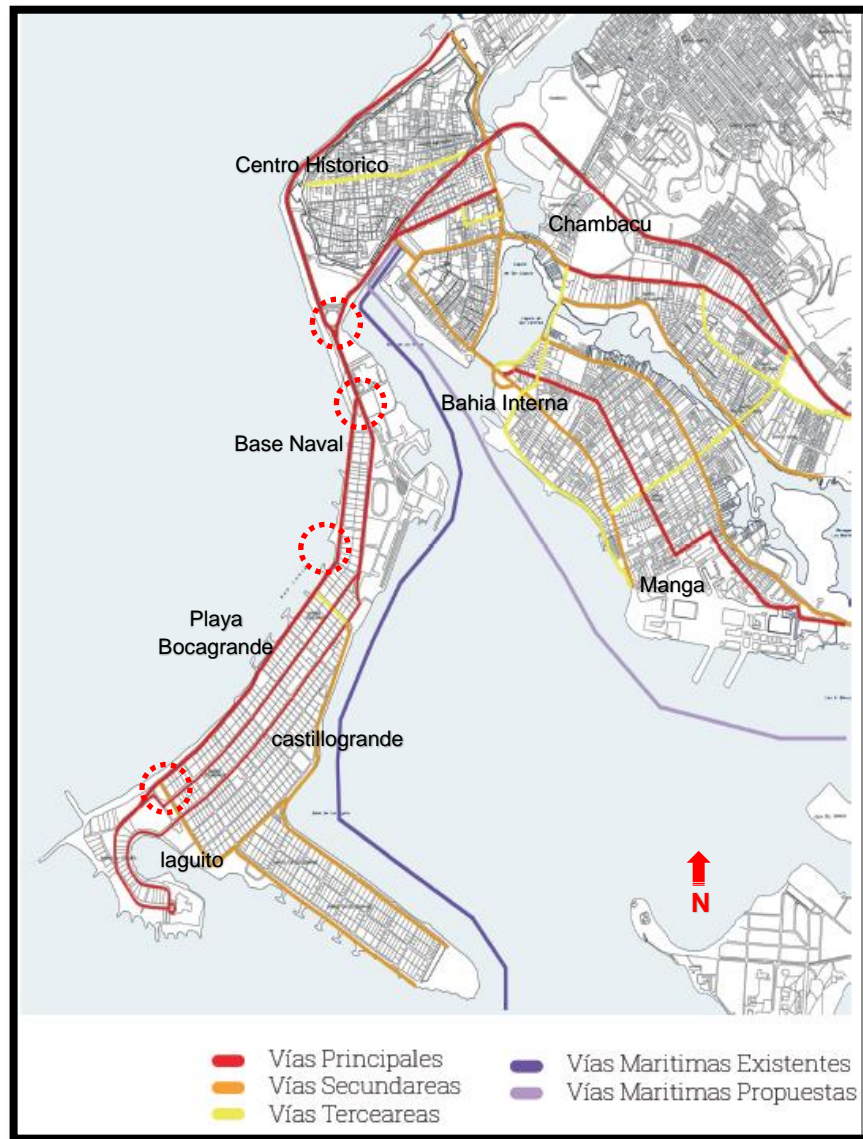 Centro Historico
Chambacu
Bahia Interna
Base Naval
Manga
Playa
Bocagrande
castillogrande
laguito
N
Vías Principales
Vías Secundareas
Vías Terceareas
Vías Maritimas Existentes
Vías Maritimas Propuestas